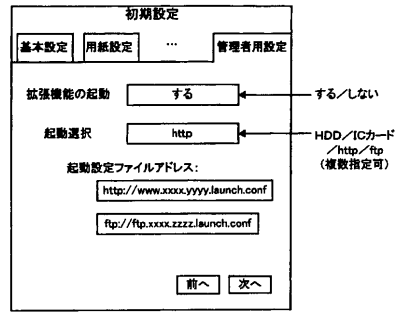 初期設定
基本設定 用紙設定 … 管理者用設定
拡張機能の起動 する する/しない
起動選択 http HDD/ICカード
/http/ftp
(複数指定可)
起動設定ファイルアドレス:
http://www.xxxx.yyyy.launch.conf
ftp://ftp.xxxx.zzzz.launch.conf
前へ 次へ